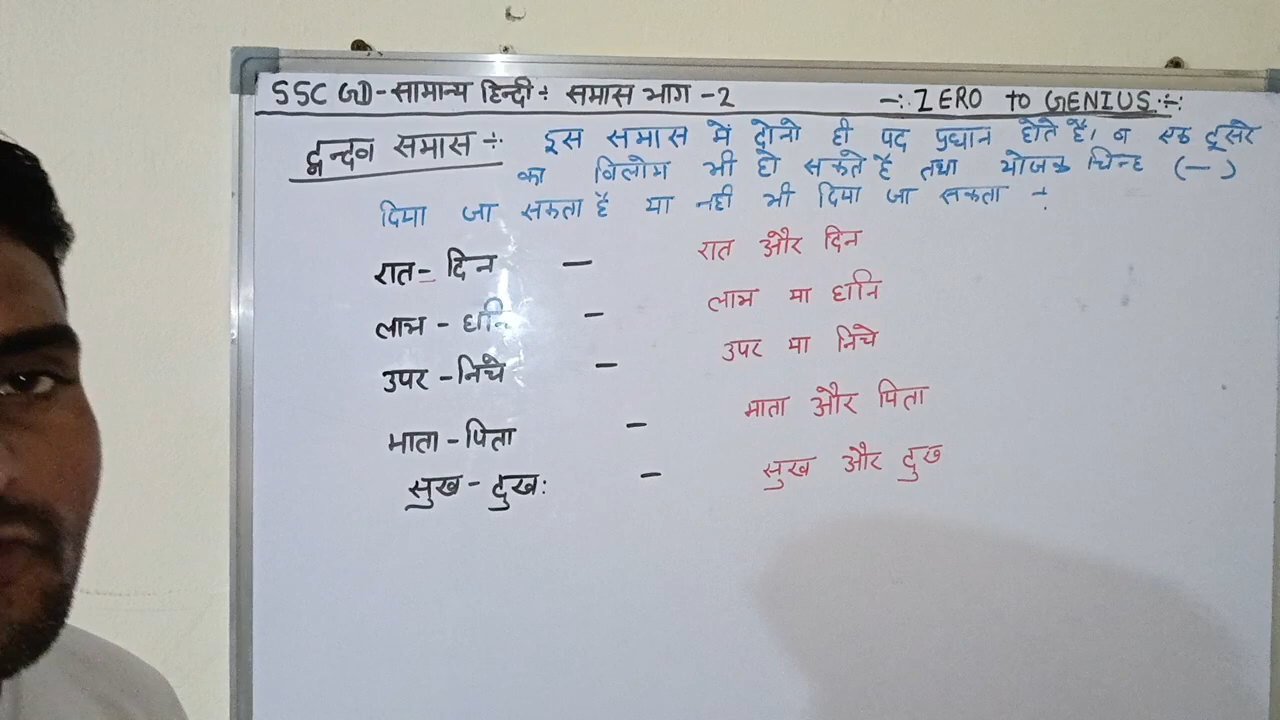 SSC GD-सामान्य हिन्दी ÷ समास भाग -2 -:. ZERO to GENIUS.-:-
द्वन्दव समास ÷ इस समास में दोनो ही पद प्रधान होते है। व एक दूसरे
का विलोम भी हो सकते है तथा योजक चिन्ह (-)
दिया जा सकता है या नही भी दिया जा सकता ÷
रात- दिन - रात और दिन
लाभ - हानि - लाभ या हानि
उपर -निचे - उपर या निचे
माता -पिता - माता और पिता
सुख - दुख: - सुख और दुख